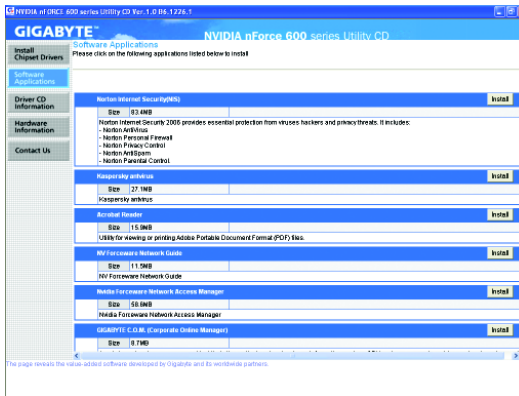 NVIDIA nFORCE 600 series Utility CD Ver.1.0 B6.1226.1
GIGABYTE
NVIDIA nForce 600 series Utility CD
Install
Chipset Drivers
Software
Applications
Driver CD
Information
Hardware
Information
Contact Us
Software Applications
Please click on the following applications listed below to install
Norton Internet Security(NIS)
Install
Size 83.4MB
Norton Internet Security 2006 provides essential protection from viruses hackers and privacy threats. It includes:
- Norton AntiVirus
- Norton Personal Firewall
- Norton Privacy Control
- Norton AntiSpam
- Norton Parental Control.
Kaspersky antivirus
Install
Size 27.1MB
Kaspersky antivirus
Acrobat Reader
Install
Size 15.9MB
Utility for viewing or printing Adobe Portable Document Format (PDF) files.
NV Forceware Network Guide
Install
Size 11.5MB
NV Forceware Network Guide
Nvidia Forceware Network Access Manager
Install
Size 58.6MB
Nvidia Forceware Network Access Manager
GIGABYTE C.O.M. (Corporate Online Manager)
Install
Size 8.7MB
The page reveals the value-added software developed by Gigabyte and its worldwide partners.